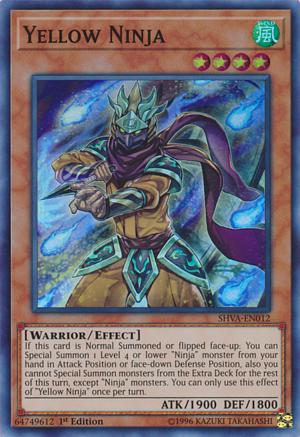 YELLOW NINJA
WIND
風
SHVA-EN012
[WARRIOR/EFFECT]
If this card is Normal Summoned or flipped face-up: You can
Special Summon 1 Level 4 or lower "Ninja" monster from your
hand in Attack Position or face-down Defense Position, also you
cannot Special Summon monsters from the Extra Deck for the rest
of this turn, except "Ninja" monsters. You can only use this effect
of "Yellow Ninja" once per turn.
ATK/1900 DEF/1800
64749612 1st Edition ©1996 KAZUKI TAKAHASHI